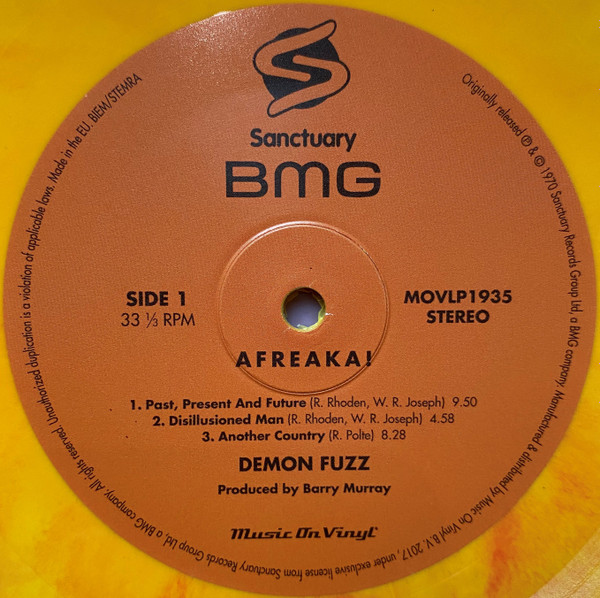 Sanctuary
BMG
SIDE 1
33 ⅓ RPM
MOVLP1935
STEREO
AFREAKA!
1. Past, Present And Future (R. Rhoden, W. R. Joseph) 9.50
2. Disillusioned Man (R. Rhoden, W. R. Joseph) 4.58
3. Another Country (R. Polte) 8.28
DEMON FUZZ
Produced by Barry Murray
Music On Vinyl
Originally released ℗ & © 1970 Sanctuary Records Group Ltd, a BMG company. Manufactured & distributed by Music On Vinyl B.V. 2017, under exclusive license from Sanctuary Records Group Ltd, a BMG company. All rights reserved. Unauthorized duplication is a violation of applicable laws. Made in the EU. BIEM/STEMRA